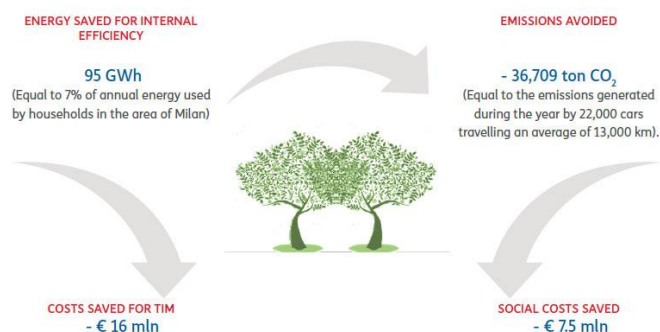 ENERGY SAVED FOR INTERNAL
EFFICIENCY
95 GWh
(Equal to 7% of annual energy used
by households in the area of Milan)
EMISSIONS AVOIDED
- 36,709 ton CO₂
(Equal to the emissions generated
during the year by 22,000 cars
travelling an average of 13,000 km).
COSTS SAVED FOR TIM
- € 16 mln
SOCIAL COSTS SAVED
- € 7.5 mln